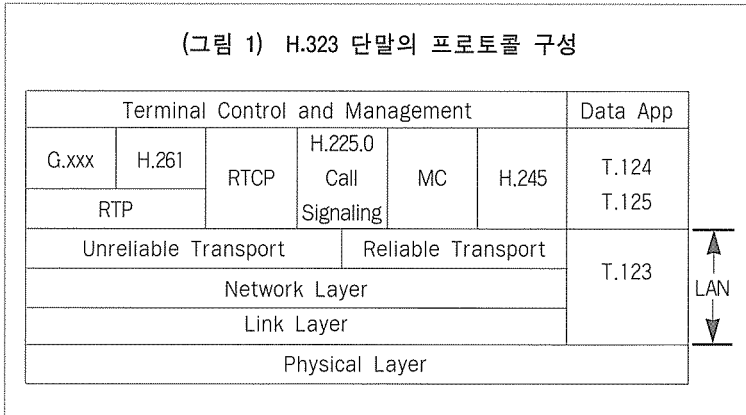 (그림 1) H.323 단말의 프로토콜 구성
Terminal Control and Management
Data App
G.xxx
H.261
RTCP
H.225.0
Call
Signaling
MC
H.245
T.124
T.125
RTP
Unreliable Transport
Reliable Transport
T.123
LAN
Network Layer
Link Layer
Physical Layer